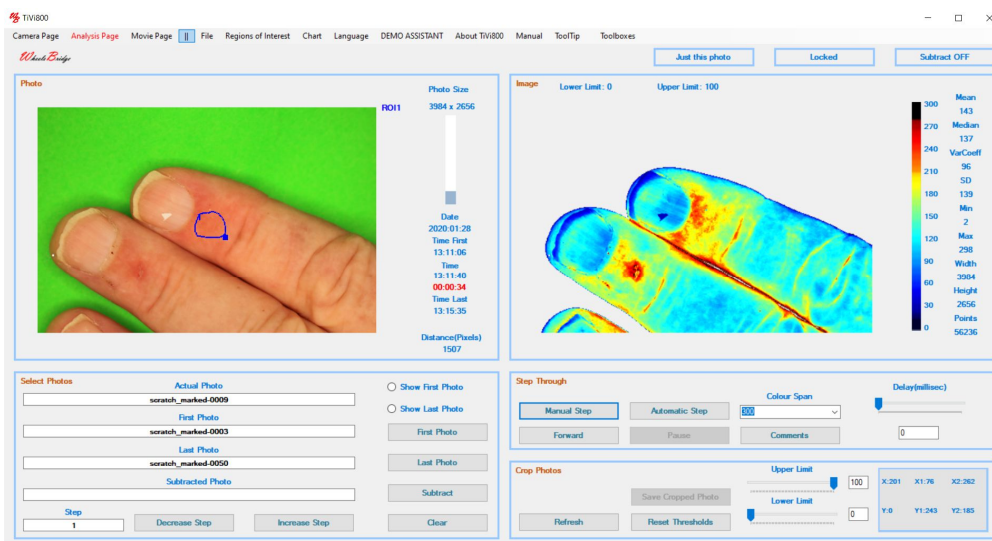 TiVi800
Camera Page Analysis Page Movie Page || File Regions of Interest Chart Language DEMO ASSISTANT About TiVi800 Manual ToolTip Toolboxes
WheelsBridge
Just this photo Locked Subtract OFF
Photo
Photo Size
3984 x 2656
ROI1
Date
2020:01:28
Time First
13:11:06
Time
13:11:40
00:00:34
Time Last
13:15:35
Distance(Pixels)
1507
Image Lower Limit: 0 Upper Limit: 100
300
270
240
210
180
150
120
90
60
30
0
Mean
143
Median
137
VarCoeff
96
SD
139
Min
2
Max
298
Width
3984
Height
2656
Points
56236
Select Photos
Actual Photo
scratch_marked-0009
First Photo
scratch_marked-0003
Last Photo
scratch_marked-0050
Subtracted Photo
Step
1
Decrease Step Increase Step
Show First Photo
Show Last Photo
First Photo
Last Photo
Subtract
Clear
Step Through
Manual Step Automatic Step
Forward Pause
Colour Span
300
Comments
Delay(millisec)
0
Crop Photos
Save Cropped Photo
Refresh Reset Thresholds
Upper Limit
100
Lower Limit
0
X:201 X1:76 X2:262
Y:0 Y1:243 Y2:185